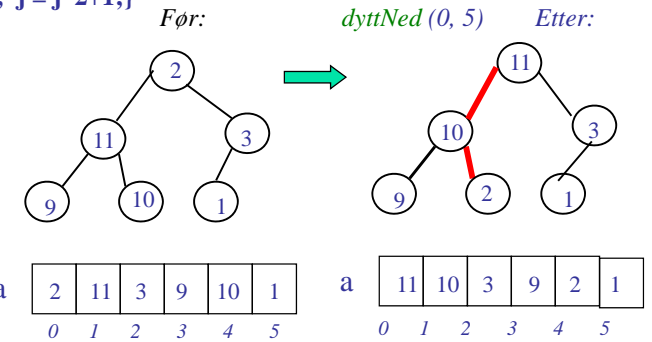 j = j*2+1;}
Før: dyttNed (0, 5) Etter:
2 11
11 3 10 3
9 10 1 9 2 1
a 2 11 3 9 10 1 a 11 10 3 9 2 1
0 1 2 3 4 5 0 1 2 3 4 5